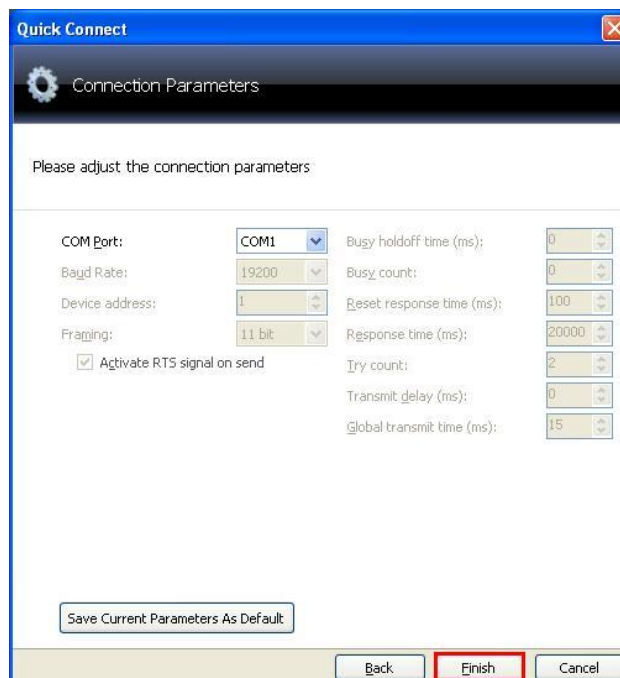 Quick Connect
Connection Parameters
Please adjust the connection parameters
COM Port: COM1
Baud Rate: 19200
Device address: 1
Framing: 11 bit
Activate RTS signal on send
Busy holdoff time (ms): 0
Busy count: 0
Reset response time (ms): 100
Response time (ms): 20000
Try count: 2
Transmit delay (ms): 0
Global transmit time (ms): 15
Save Current Parameters As Default
Back Finish Cancel